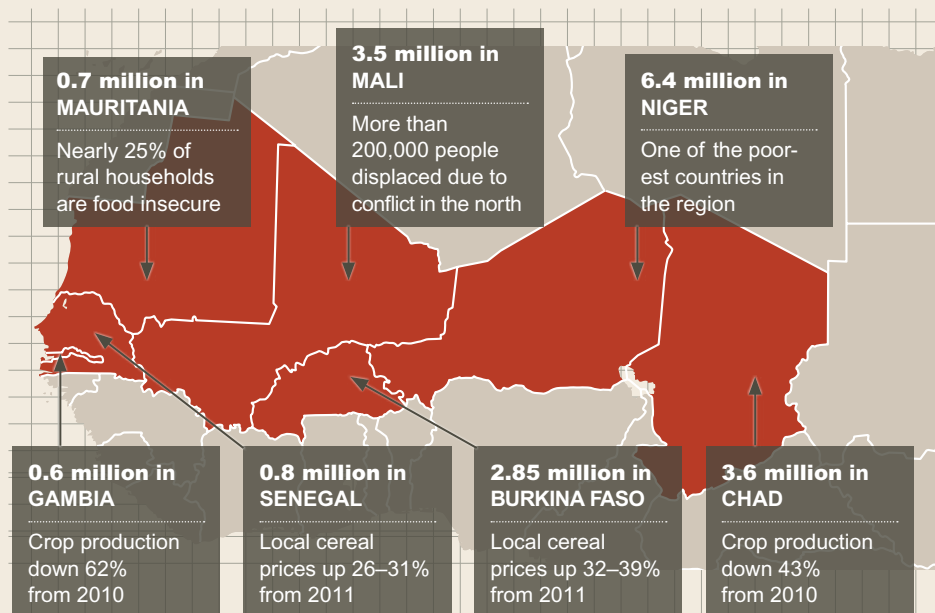 0.7 million in
MAURITANIA
Nearly 25% of
rural households
are food insecure
3.5 million in
MALI
More than
200,000 people
displaced due to
conflict in the north
6.4 million in
NIGER
One of the poor-
est countries in
the region
0.6 million in
GAMBIA
Crop production
down 62%
from 2010
0.8 million in
SENEGAL
Local cereal
prices up 26–31%
from 2011
2.85 million in
BURKINA FASO
Local cereal
prices up 32–39%
from 2011
3.6 million in
CHAD
Crop production
down 43%
from 2010